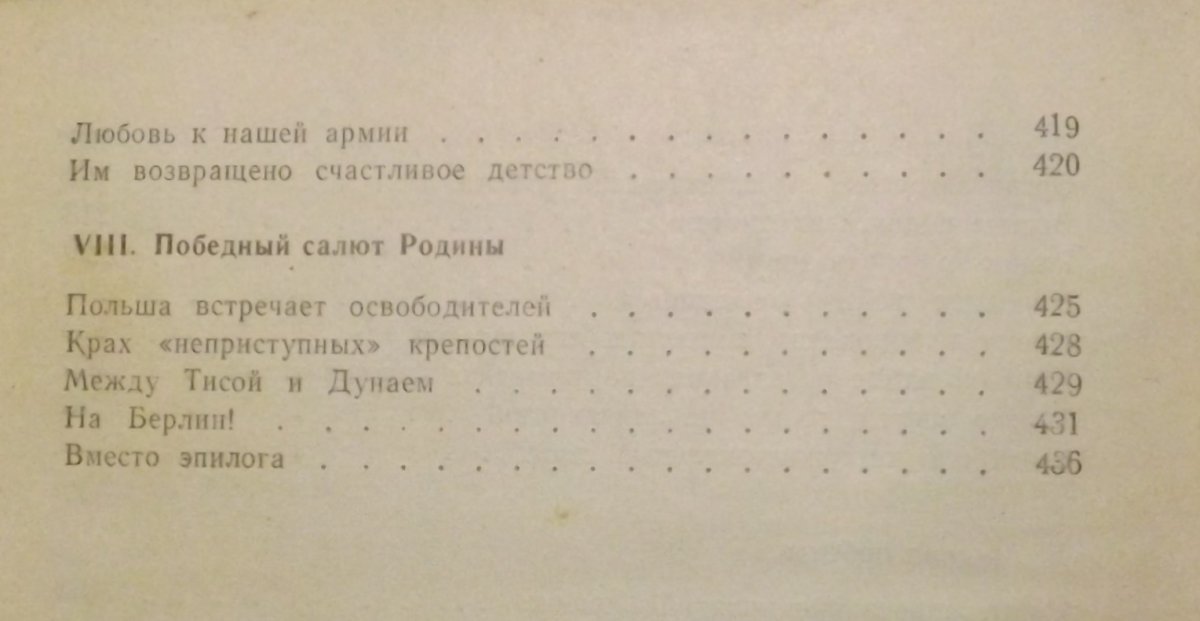 Любовь к нашей армии . . . . . . . . . . . . . . . 419
Им возвращено счастливое детство . . . . . . . . . . 420
VIII. Победный салют Родины
Польша встречает освободителей . . . . . . . . . . . 425
Крах «неприступных» крепостей . . . . . . . . . . . 428
Между Тисой и Дунаем . . . . . . . . . . . . . . 429
На Берлин! . . . . . . . . . . . . . . . . . . . 431
Вместо эпилога . . . . . . . . . . . . . . . . . . 436